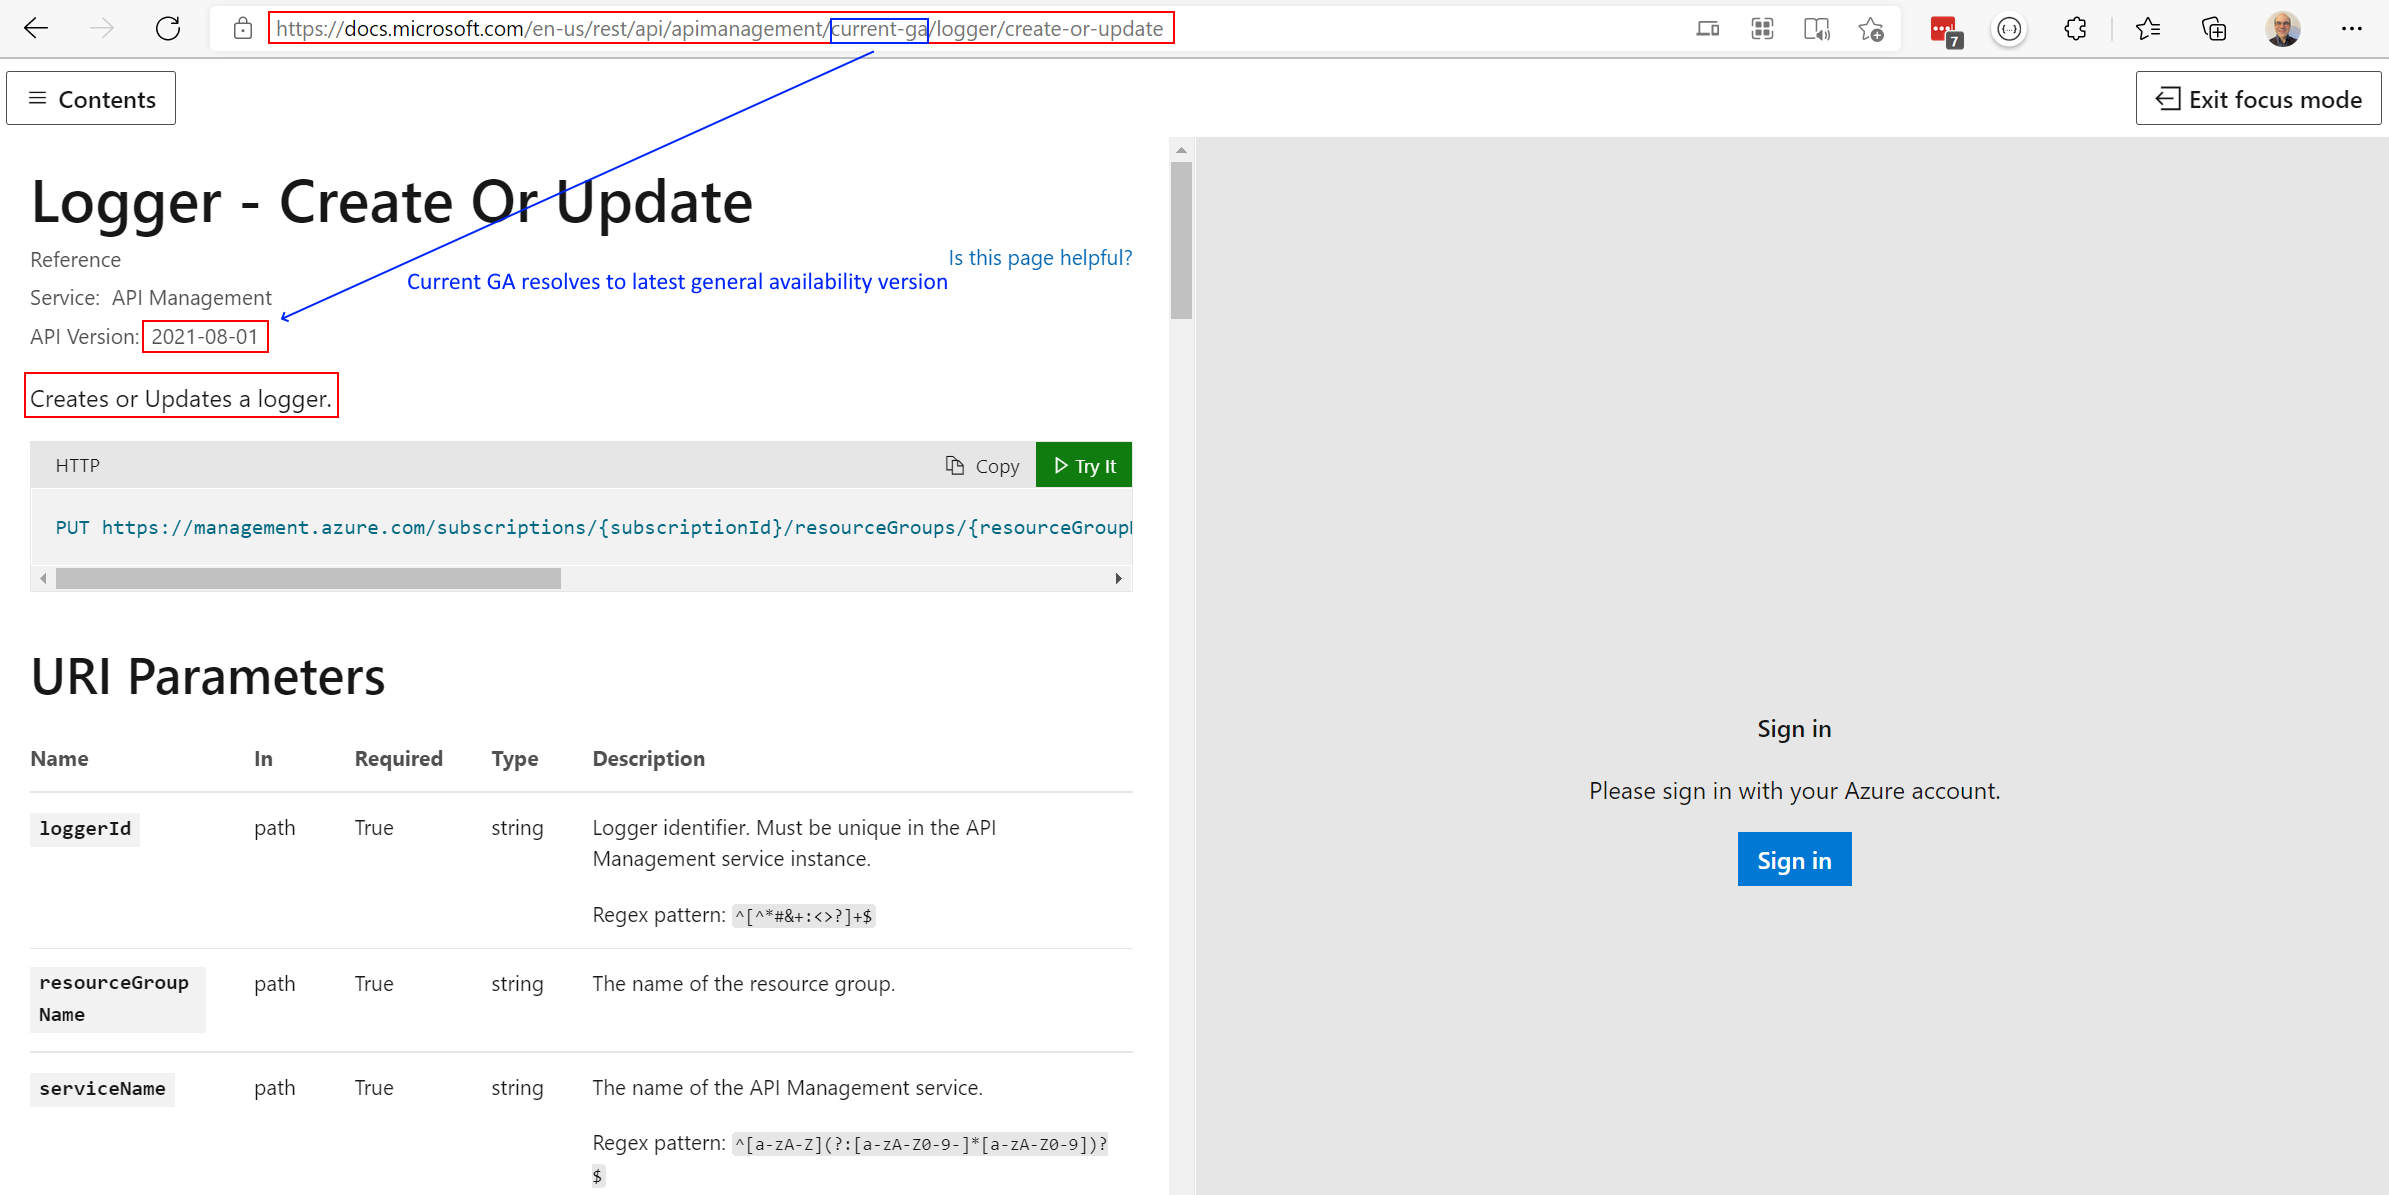 https://docs.microsoft.com/en-us/rest/api/apimanagement/current-ga/logger/create-or-update
7
Contents
Exit focus mode
Logger - Create Or Update
Reference
Is this page helpful?
Current GA resolves to latest general availability version
Service: API Management
API Version: 2021-08-01
Creates or Updates a logger.
HTTP
Copy
Try It
PUT https://management.azure.com/subscriptions/{subscriptionId}/resourceGroups/{resourceGroup
URI Parameters
Name In Required Type Description
loggerId path True string Logger identifier. Must be unique in the API
Management service instance.
Regex pattern: ^[^*#&+:<>?]+$
resourceGroup path True string The name of the resource group.
Name
serviceName path True string The name of the API Management service.
Regex pattern: ^[a-zA-Z](?:[a-zA-Z0-9-]*[a-zA-Z0-9])?
$
Sign in
Please sign in with your Azure account.
Sign in